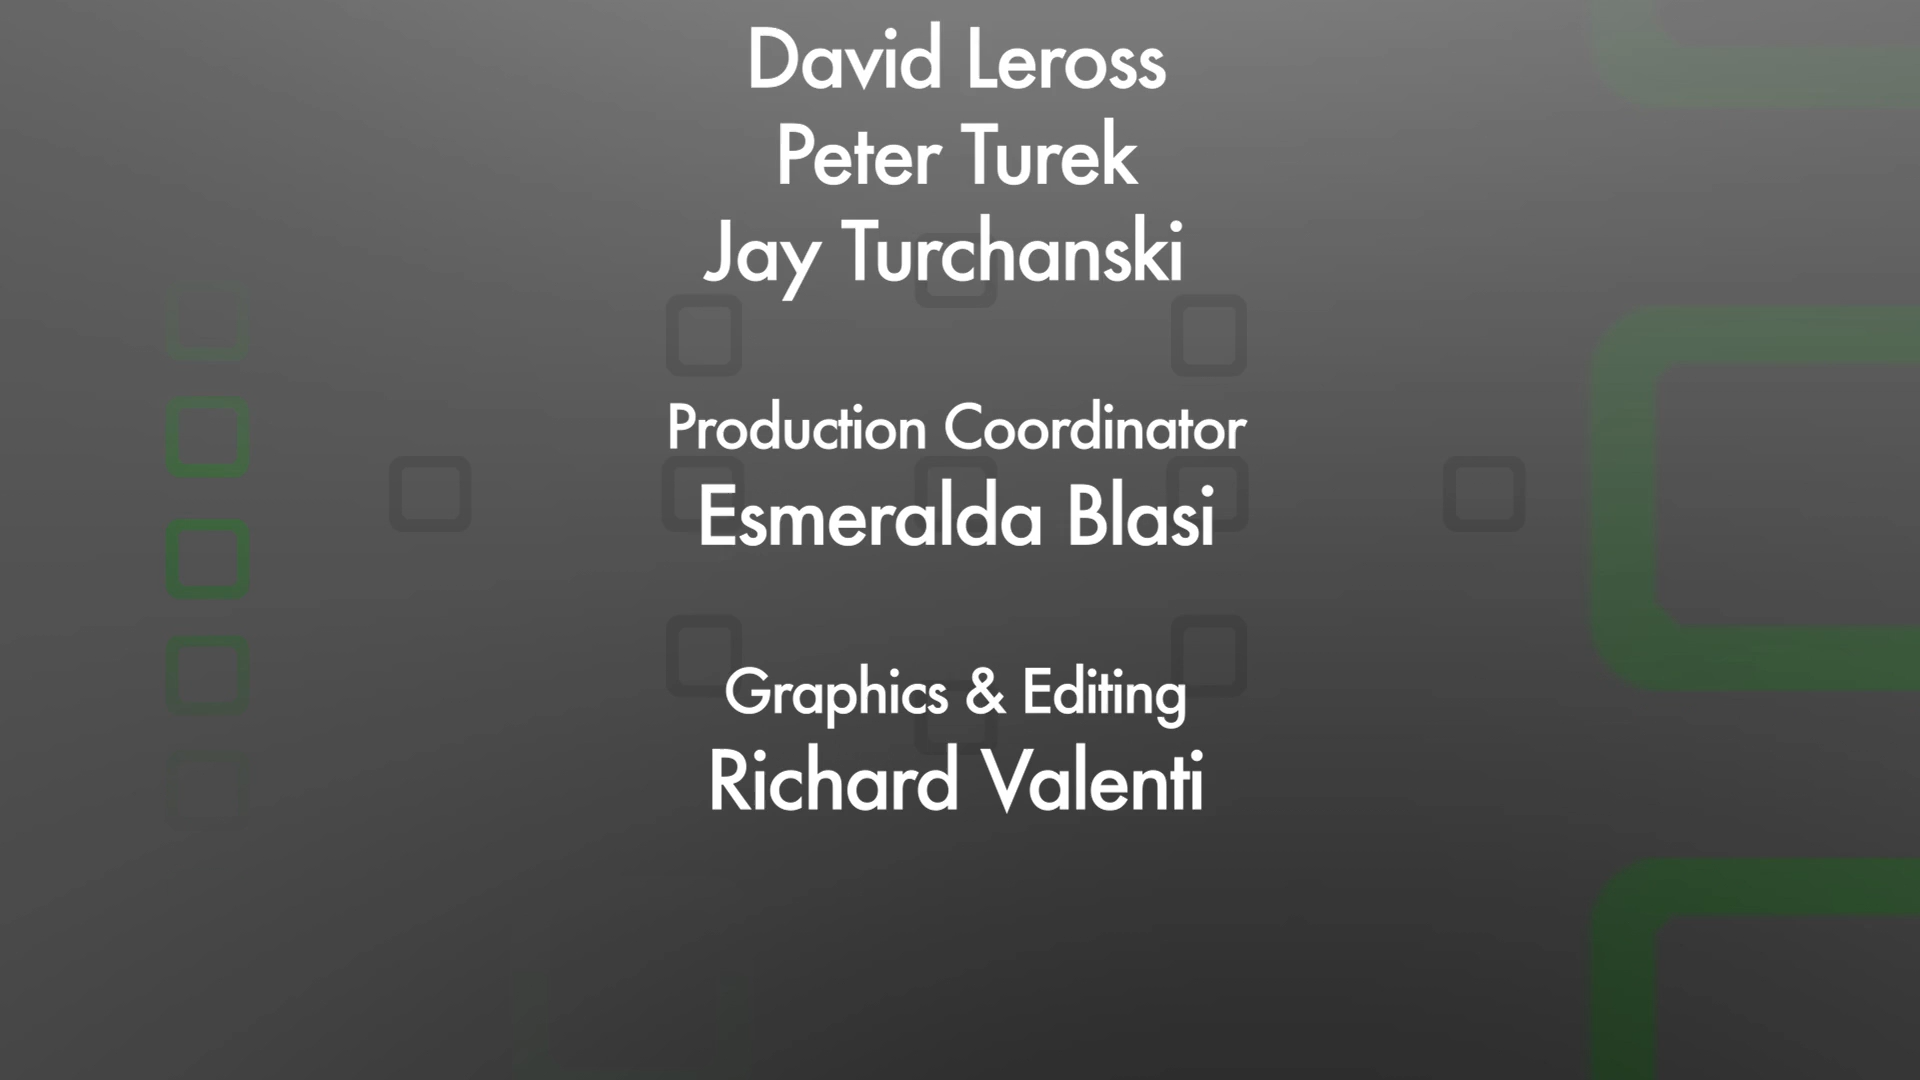 David Leross
Peter Turek
Jay Turchanski
Production Coordinator
Esmeralda Blasi
Graphics & Editing
Richard Valenti